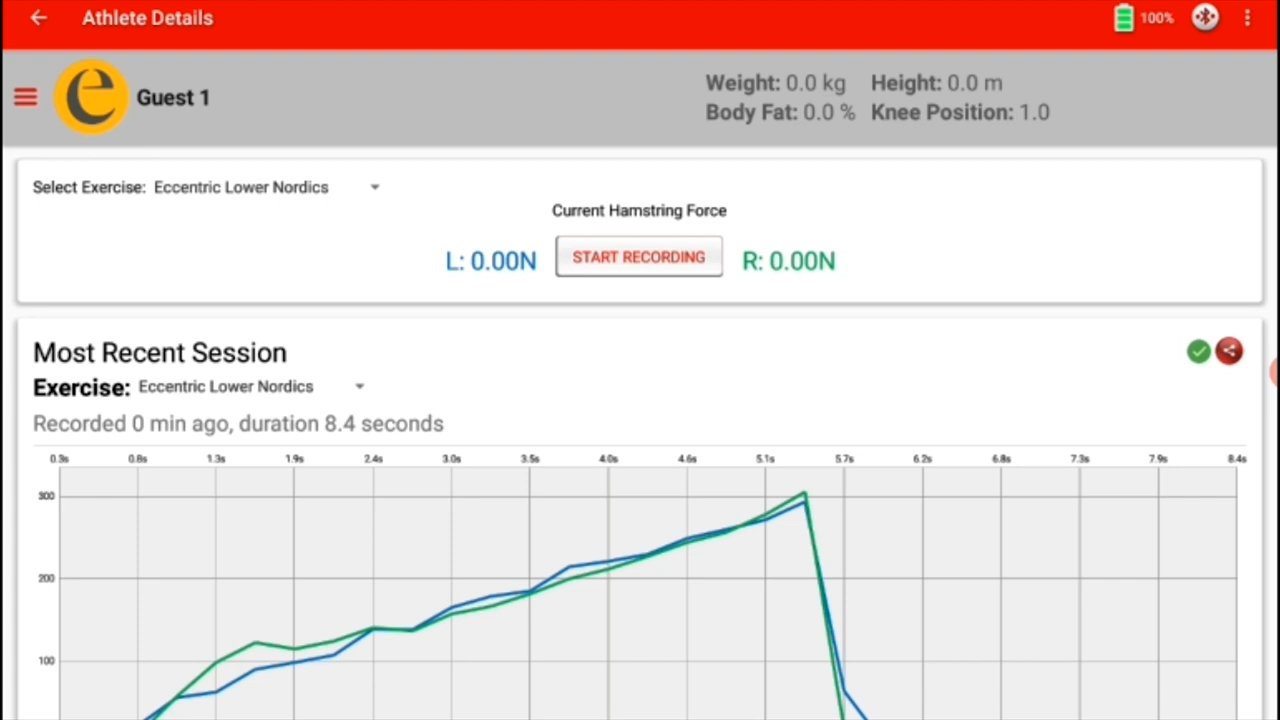 Athlete Details
100%
e Guest 1
Weight: 0.0 kg Height: 0.0 m
Body Fat: 0.0 % Knee Position: 1.0
Select Exercise: Eccentric Lower Nordics
Current Hamstring Force
L: 0.00N START RECORDING R: 0.00N
Most Recent Session
Exercise: Eccentric Lower Nordics
Recorded 0 min ago, duration 8.4 seconds
0.3s 0.8s 1.3s 1.9s 2.4s 3.0s 3.5s 4.0s 4.6s 5.1s 5.7s 6.2s 6.8s 7.3s 7.9s 8.4s
300
200
100